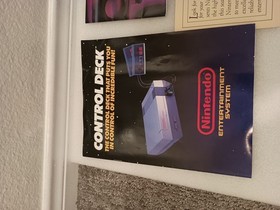 CONTROL DECK
THE CONTROL DECK THAT PUTS YOU
IN CONTROL OF INCREDIBLE FUN!
Nintendo
ENTERTAINMENT
SYSTEM